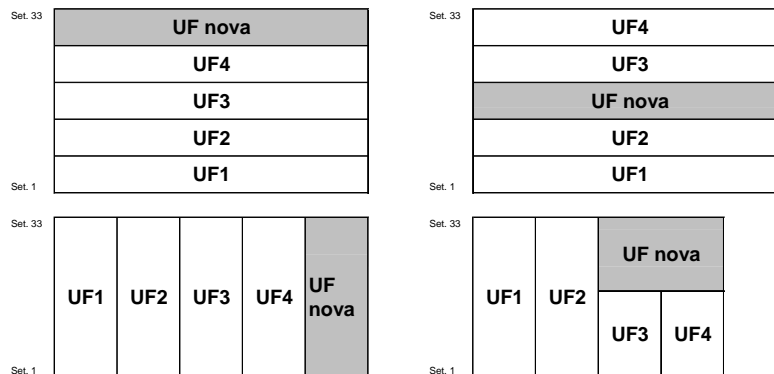 Set. 33
UF nova
UF4
UF3
UF2
UF1
Set. 1
Set. 33
UF4
UF3
UF nova
UF2
UF1
Set. 1
Set. 33
UF1 UF2 UF3 UF4 UF
nova
Set. 1
Set. 33
UF nova
UF1 UF2
UF3 UF4
Set. 1